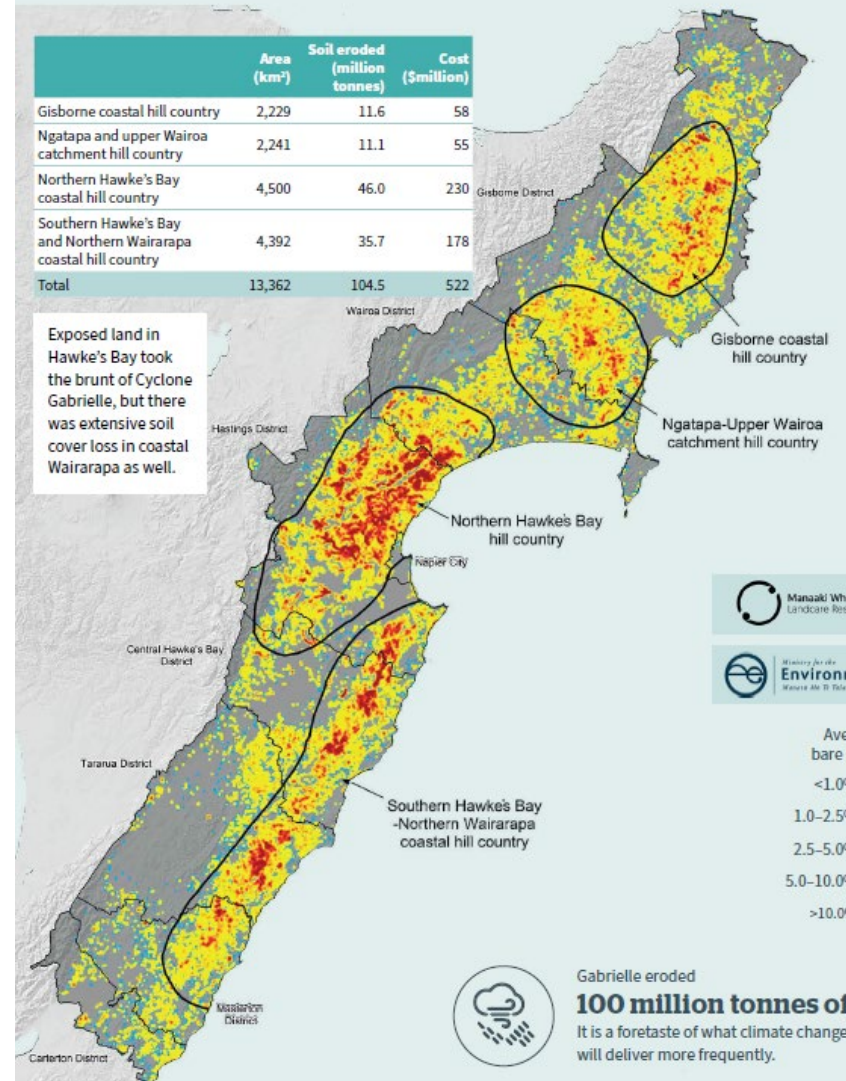 Area (km²) Soil eroded (million tonnes) Cost ($million)
Gisborne coastal hill country 2,229 11.6 58
Ngatapa and upper Wairoa catchment hill country 2,241 11.1 55
Northern Hawke's Bay coastal hill country 4,500 46.0 230
Southern Hawke's Bay and Northern Wairarapa coastal hill country 4,392 35.7 178
Total 13,362 104.5 522
Exposed land in
Hawke's Bay took
the brunt of Cyclone
Gabrielle, but there
was extensive soil
cover loss in coastal
Wairarapa as well.
Gisborne District
Wairoa District
Gisborne coastal
hill country
Hastings District
Ngatapa-Upper Wairoa
catchment hill country
Northern Hawke's Bay
hill country
Napier City
Manaaki Wh
Landcare Res
Central Hawke's Bay
District
Ministry for the
Environ
Ave
bare
Tararua District
<1.0
Southern Hawke's Bay
-Northern Wairarapa
coastal hill country
1.0–2.5
2.5–5.0
5.0–10.0
>10.0
Gabrielle eroded
100 million tonnes of
It is a foretaste of what climate change
will deliver more frequently.
Masterton
District
Carterton District